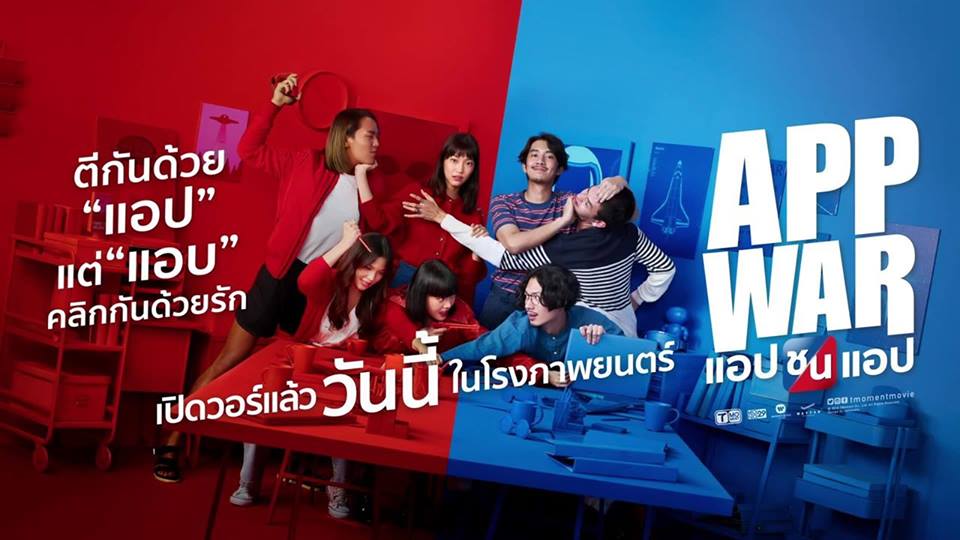 ตีกันด้วย
“แอป”
แต่ “แอบ”
คลิกกันด้วยรัก
เปิดวอร์แล้ว วันนี้ ในโรงภาพยนตร์
APP
WAR
แอป ชน แอป
tmomentmovie